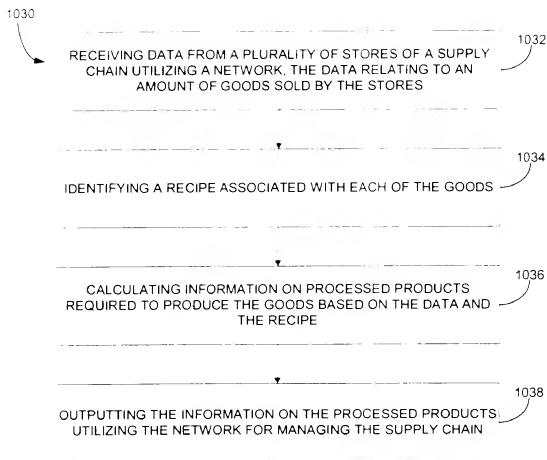 1030
1032
RECEIVING DATA FROM A PLURALITY OF STORES OF A SUPPLY
CHAIN UTILIZING A NETWORK, THE DATA RELATING TO AN
AMOUNT OF GOODS SOLD BY THE STORES
1034
IDENTIFYING A RECIPE ASSOCIATED WITH EACH OF THE GOODS
1036
CALCULATING INFORMATION ON PROCESSED PRODUCTS
REQUIRED TO PRODUCE THE GOODS BASED ON THE DATA AND
THE RECIPE
1038
OUTPUTTING THE INFORMATION ON THE PROCESSED PRODUCTS
UTILIZING THE NETWORK FOR MANAGING THE SUPPLY CHAIN